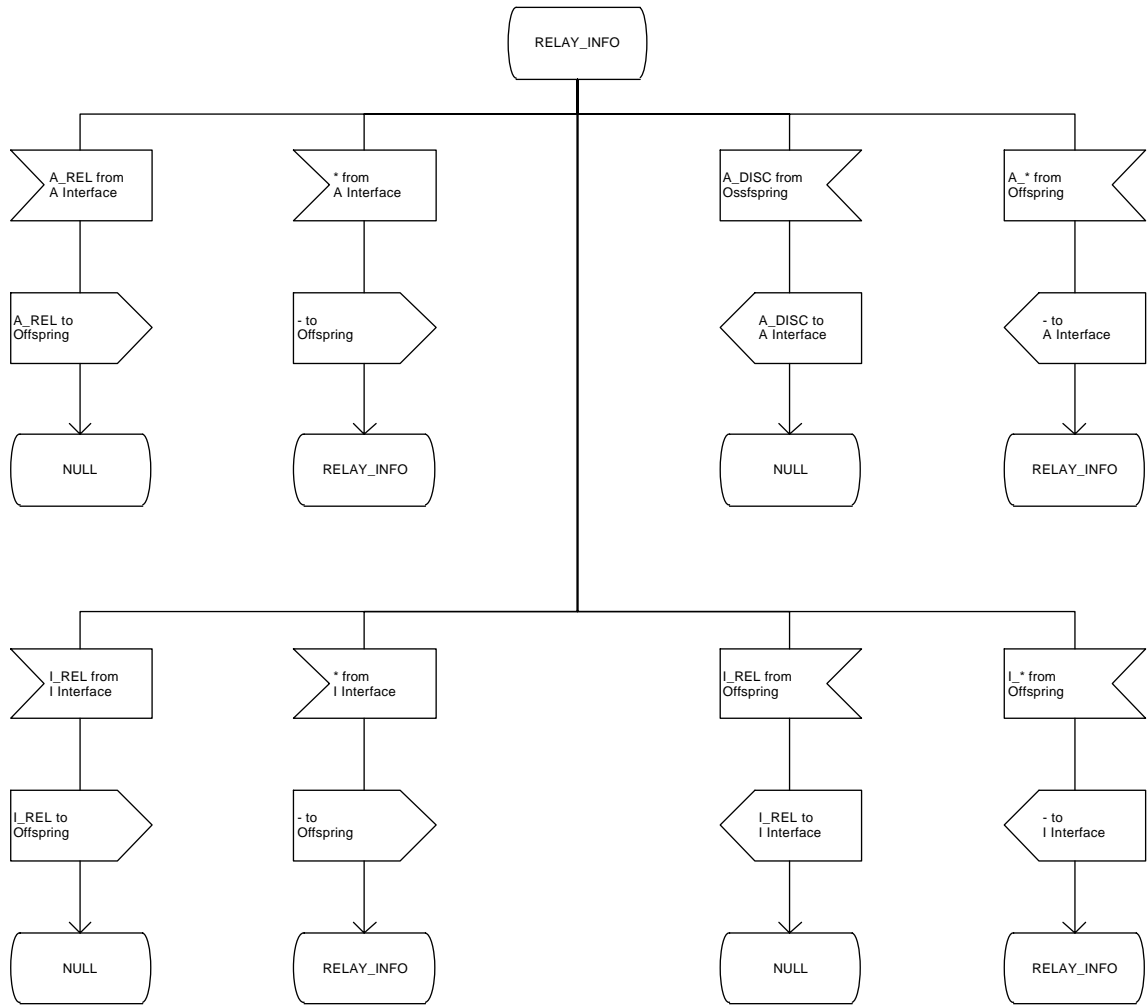 RELAY_INFO
A_REL from
A Interface
* from
A Interface
A_DISC from
Ossfspring
A_* from
Offspring
A_REL to
Offspring
- to
Offspring
A_DISC to
A Interface
- to
A Interface
NULL
RELAY_INFO
NULL
RELAY_INFO
I_REL from
I Interface
* from
I Interface
I_REL from
Offspring
I_* from
Offspring
I_REL to
Offspring
- to
Offspring
I_REL to
I Interface
- to
I Interface
NULL
RELAY_INFO
NULL
RELAY_INFO